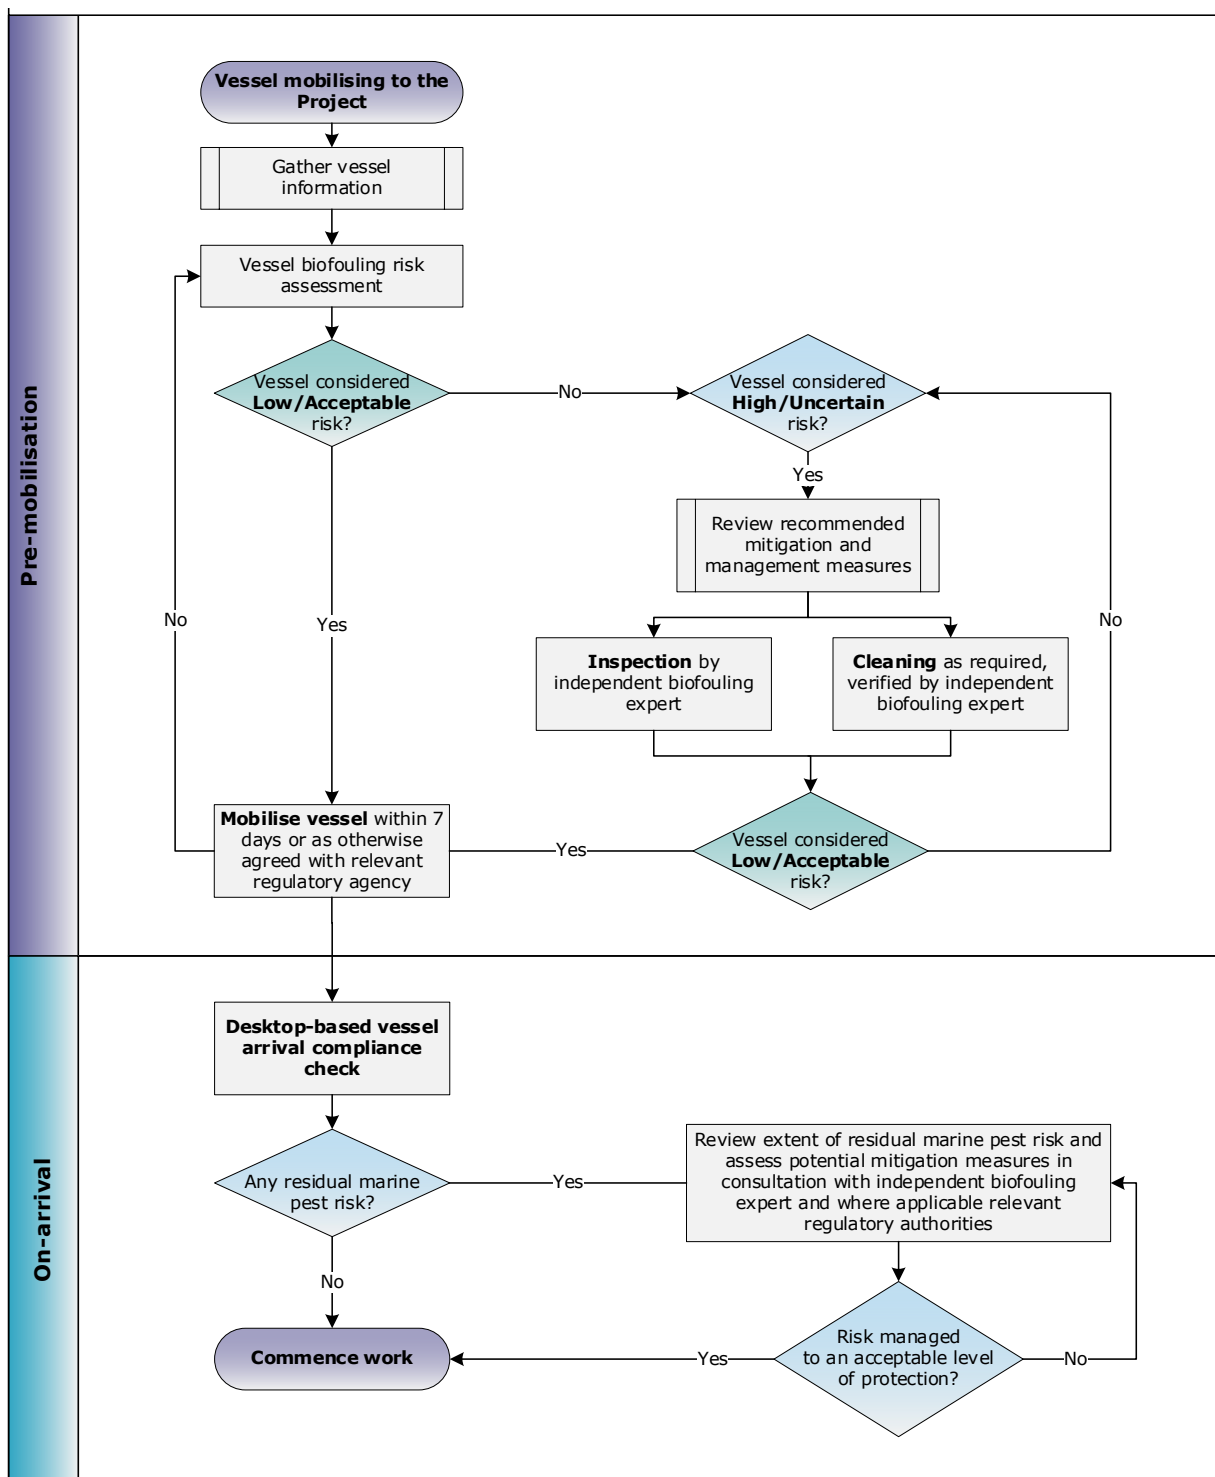 Pre-mobilisation
Vessel mobilising to the
Project
Gather vessel
information
Vessel biofouling risk
assessment
Vessel considered
Low/Acceptable
risk?
No
Vessel considered
High/Uncertain
risk?
Yes
Review recommended
mitigation and
management measures
No
Yes
No
Inspection by
independent biofouling
expert
Cleaning as required,
verified by independent
biofouling expert
Mobilise vessel within 7
days or as otherwise
agreed with relevant
regulatory agency
Yes
Vessel considered
Low/Acceptable
risk?
On-arrival
Desktop-based vessel
arrival compliance
check
Any residual marine
pest risk?
Yes
Review extent of residual marine pest risk and
assess potential mitigation measures in
consultation with independent biofouling
expert and where applicable relevant
regulatory authorities
No
Commence work
Yes
Risk managed
to an acceptable level
of protection?
No